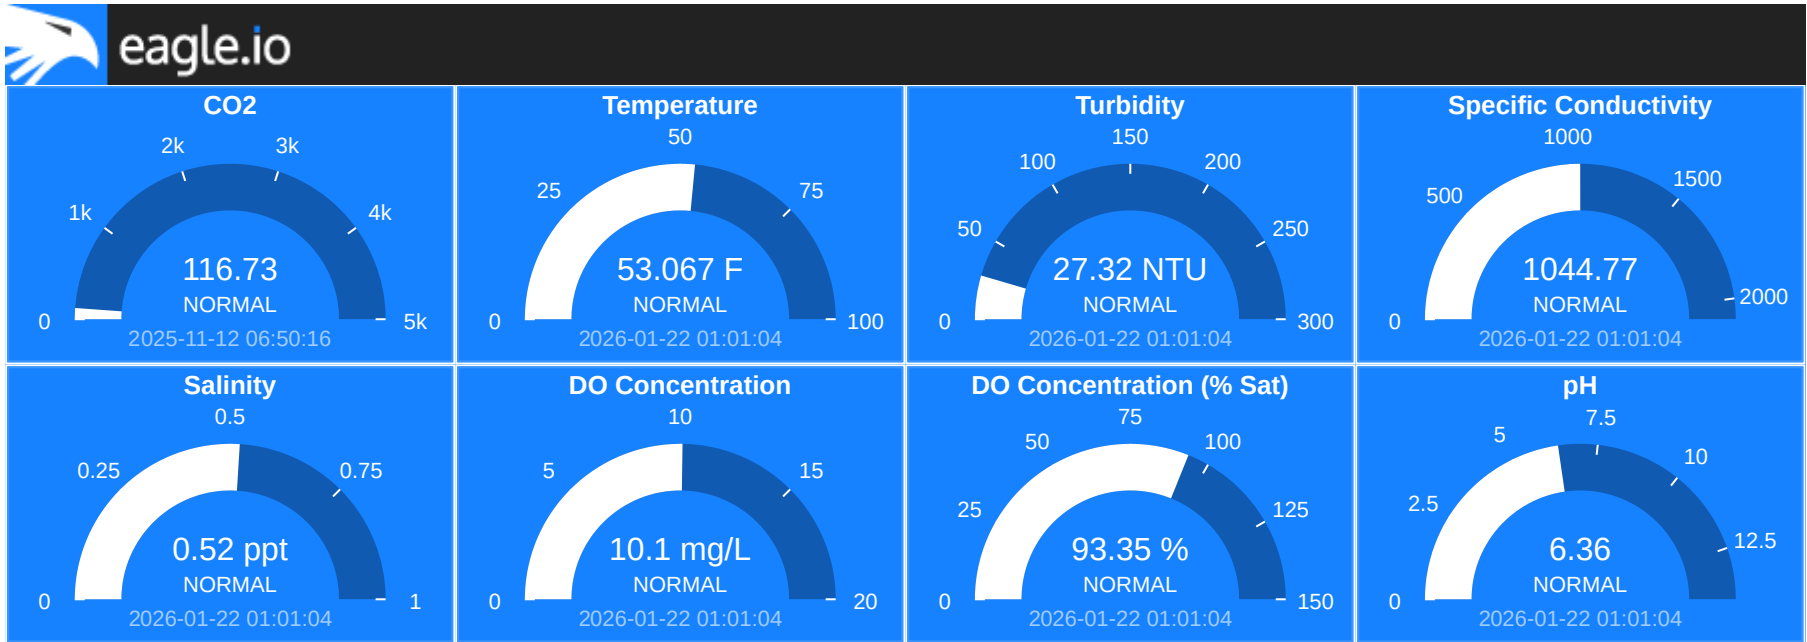 eagle.io
CO2
0
1k
2k
3k
4k
5k
116.73
NORMAL
2025-11-12 06:50:16
Temperature
0
25
50
75
100
53.067 F
NORMAL
2026-01-22 01:01:04
Turbidity
0
50
100
150
200
250
300
27.32 NTU
NORMAL
2026-01-22 01:01:04
Specific Conductivity
0
500
1000
1500
2000
1044.77
NORMAL
2026-01-22 01:01:04
Salinity
0
0.25
0.5
0.75
1
0.52 ppt
NORMAL
2026-01-22 01:01:04
DO Concentration
0
5
10
15
20
10.1 mg/L
NORMAL
2026-01-22 01:01:04
DO Concentration (% Sat)
0
25
50
75
100
125
150
93.35 %
NORMAL
2026-01-22 01:01:04
pH
0
2.5
5
7.5
10
12.5
6.36
NORMAL
2026-01-22 01:01:04